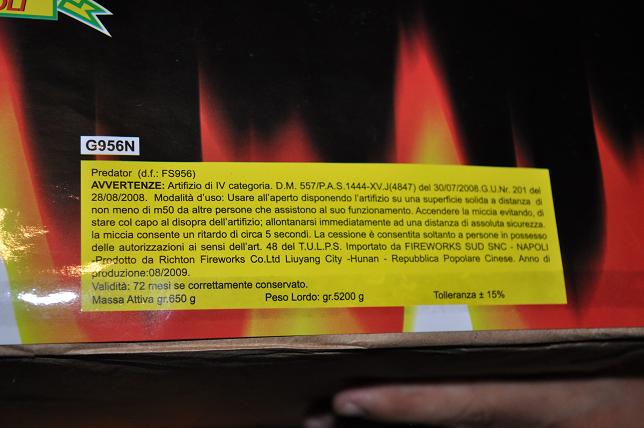 G956N
Predator (d.f.: FS956)
AVVERTENZE: Artifizio di IV categoria. D.M. 557/P.A.S.1444-XV.J(4847) del 30/07/2008.G.U.Nr. 201 del
28/08/2008. Modalità d'uso: Usare all'aperto disponendo l'artifizio su una superficie solida a distanza di
non meno di m50 da altre persone che assistono al suo funzionamento. Accendere la miccia evitando, di
stare col capo al disopra dell'artifizio; allontanarsi immediatamente ad una distanza di assoluta sicurezza.
la miccia consente un ritardo di circa 5 secondi. La cessione è consentita soltanto a persone in possesso
delle autorizzazioni ai sensi dell'art. 48 del T.U.L.P.S. Importato da FIREWORKS SUD SNC - NAPOLI
-Prodotto da Richton Fireworks Co.Ltd Liuyang City -Hunan - Repubblica Popolare Cinese. Anno di
produzione:08/2009.
Validità: 72 mesi se correttamente conservato.
Massa Attiva gr.650 g Peso Lordo: gr.5200 g Tolleranza ± 15%